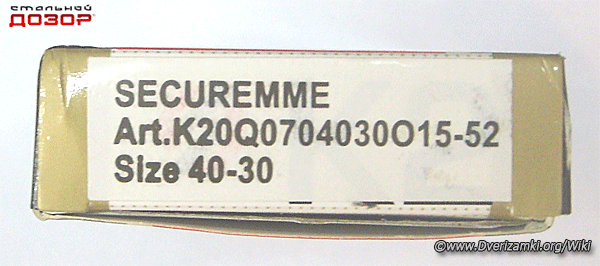 стальной
ДОЗОР®
SECUREMME
Art.K20Q0704030O15-52
Size 40-30
©www.Dverizamki.org/Wiki